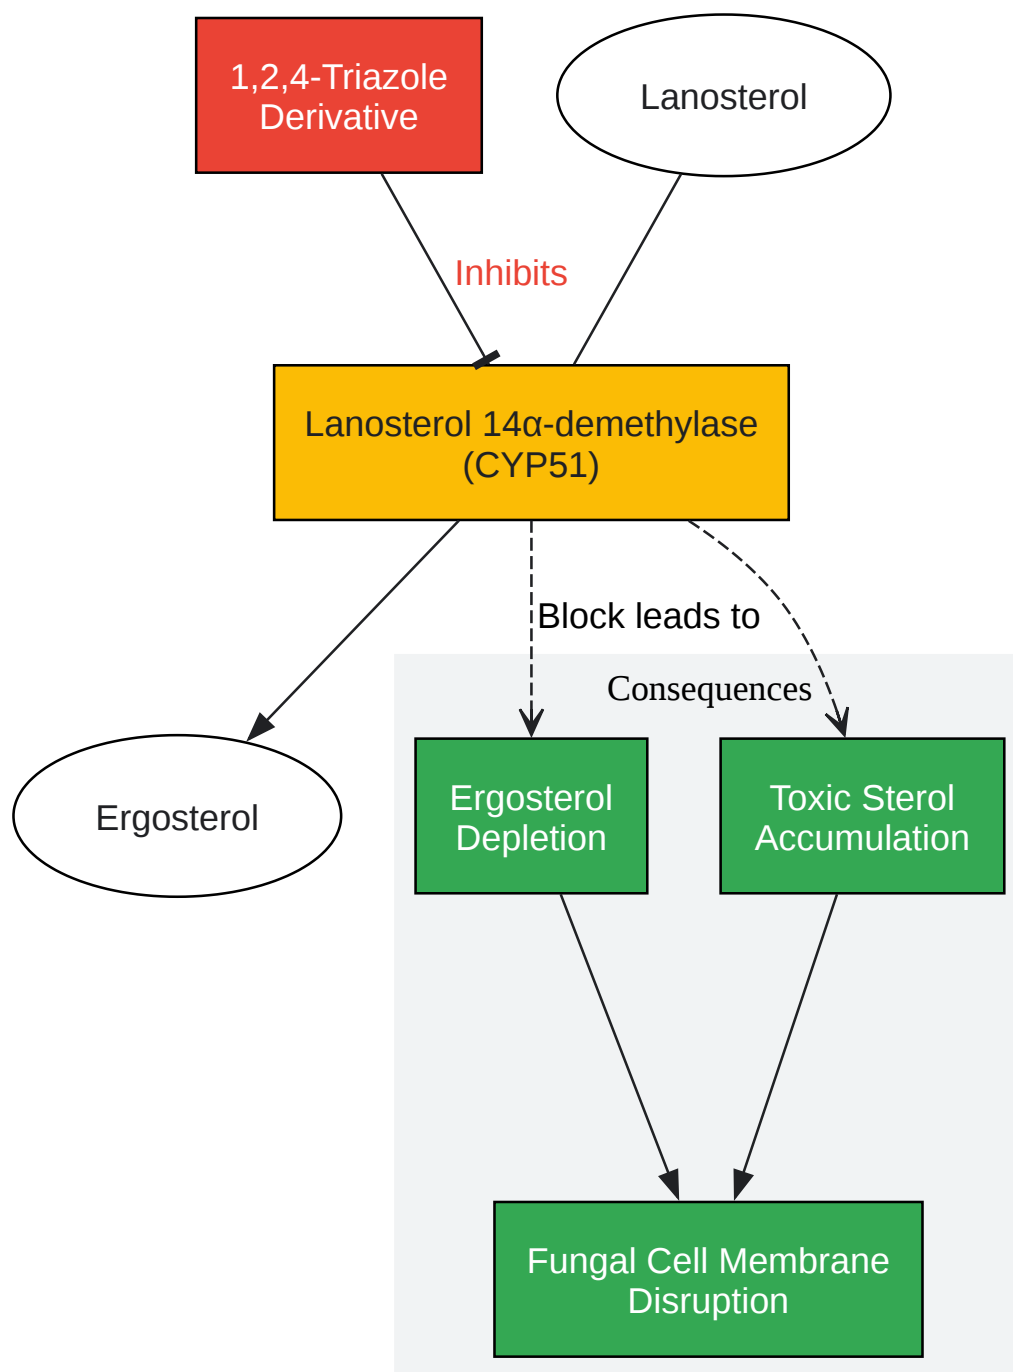 1,2,4-Triazole
Derivative
Lanosterol
Inhibits
Lanosterol 14α-demethylase
(CYP51)
Block leads to
Consequences
Ergosterol
Ergosterol
Depletion
Toxic Sterol
Accumulation
Fungal Cell Membrane
Disruption